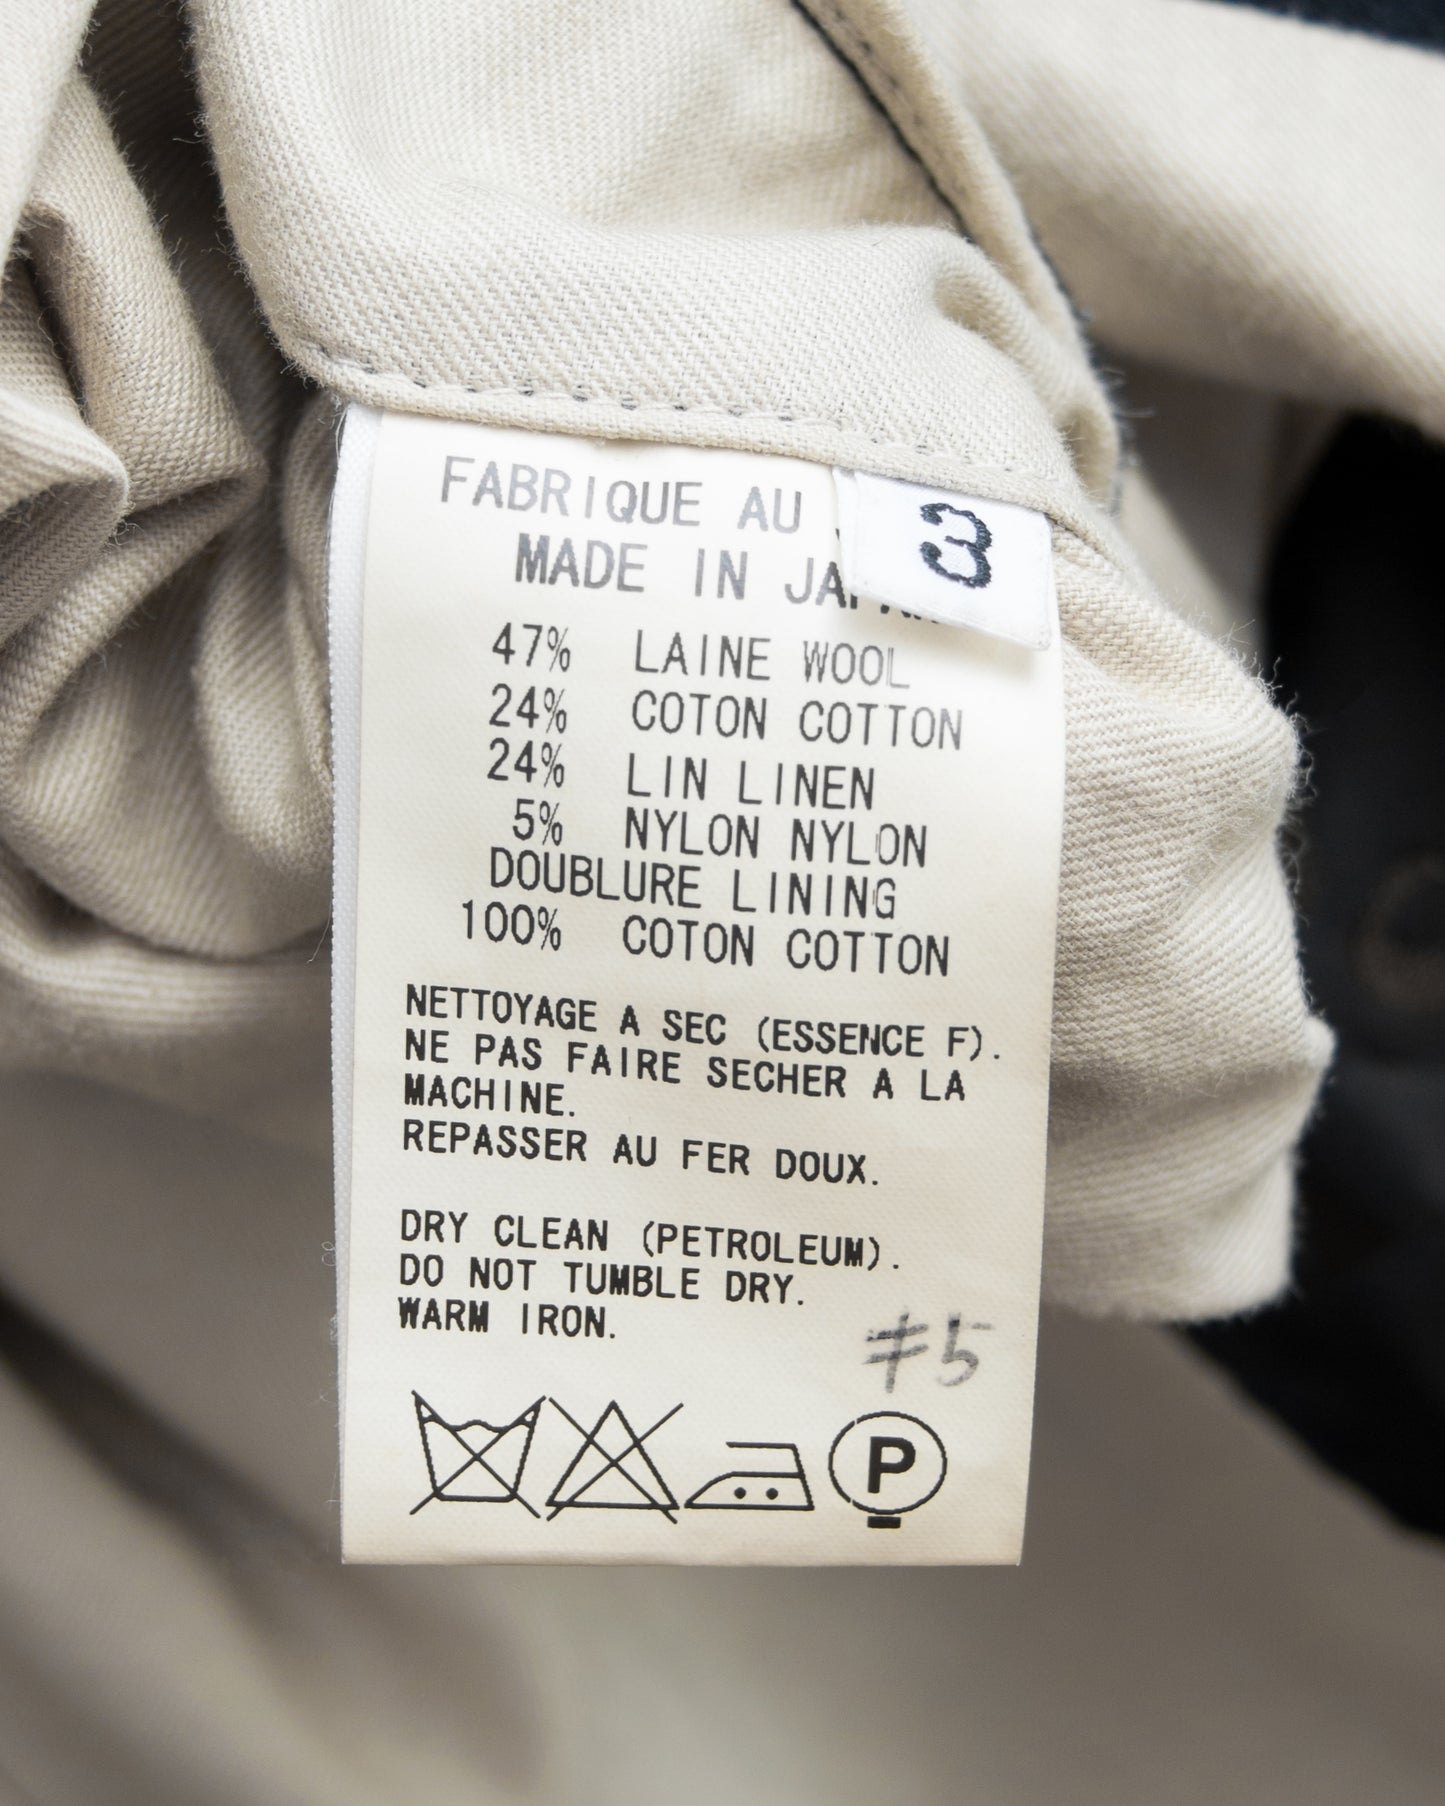 FABRIQUE AU
3
MADE IN
47% LAINE WOOL
24% COTON COTTON
24% LIN LINEN
5% NYLON NYLON
DOUBLURE LINING
100% COTON COTTON
NETTOYAGE A SEC (ESSENCE F).
NE PAS FAIRE SECHER A LA
MACHINE.
REPASSER AU FER DOUX.
DRY CLEAN (PETROLEUM).
DO NOT TUMBLE DRY.
WARM IRON.
P